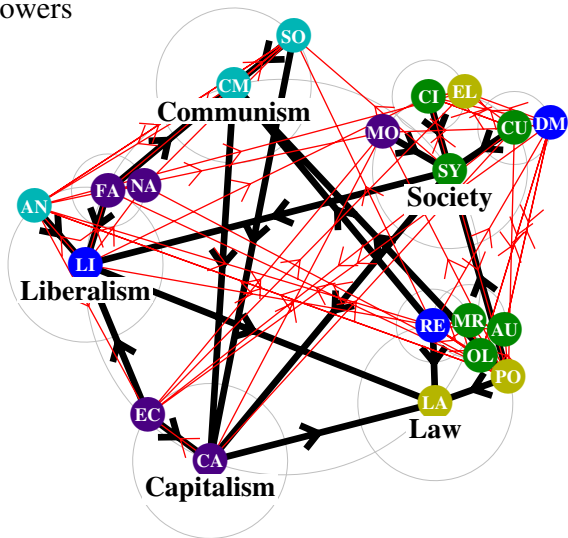 owers
SO
CM
CI
EL
Communism
MO
CU
DM
SY
FA
NA
Society
AN
LI
Liberalism
RE
MR
AU
OL
PO
LA
EC
Law
CA
Capitalism